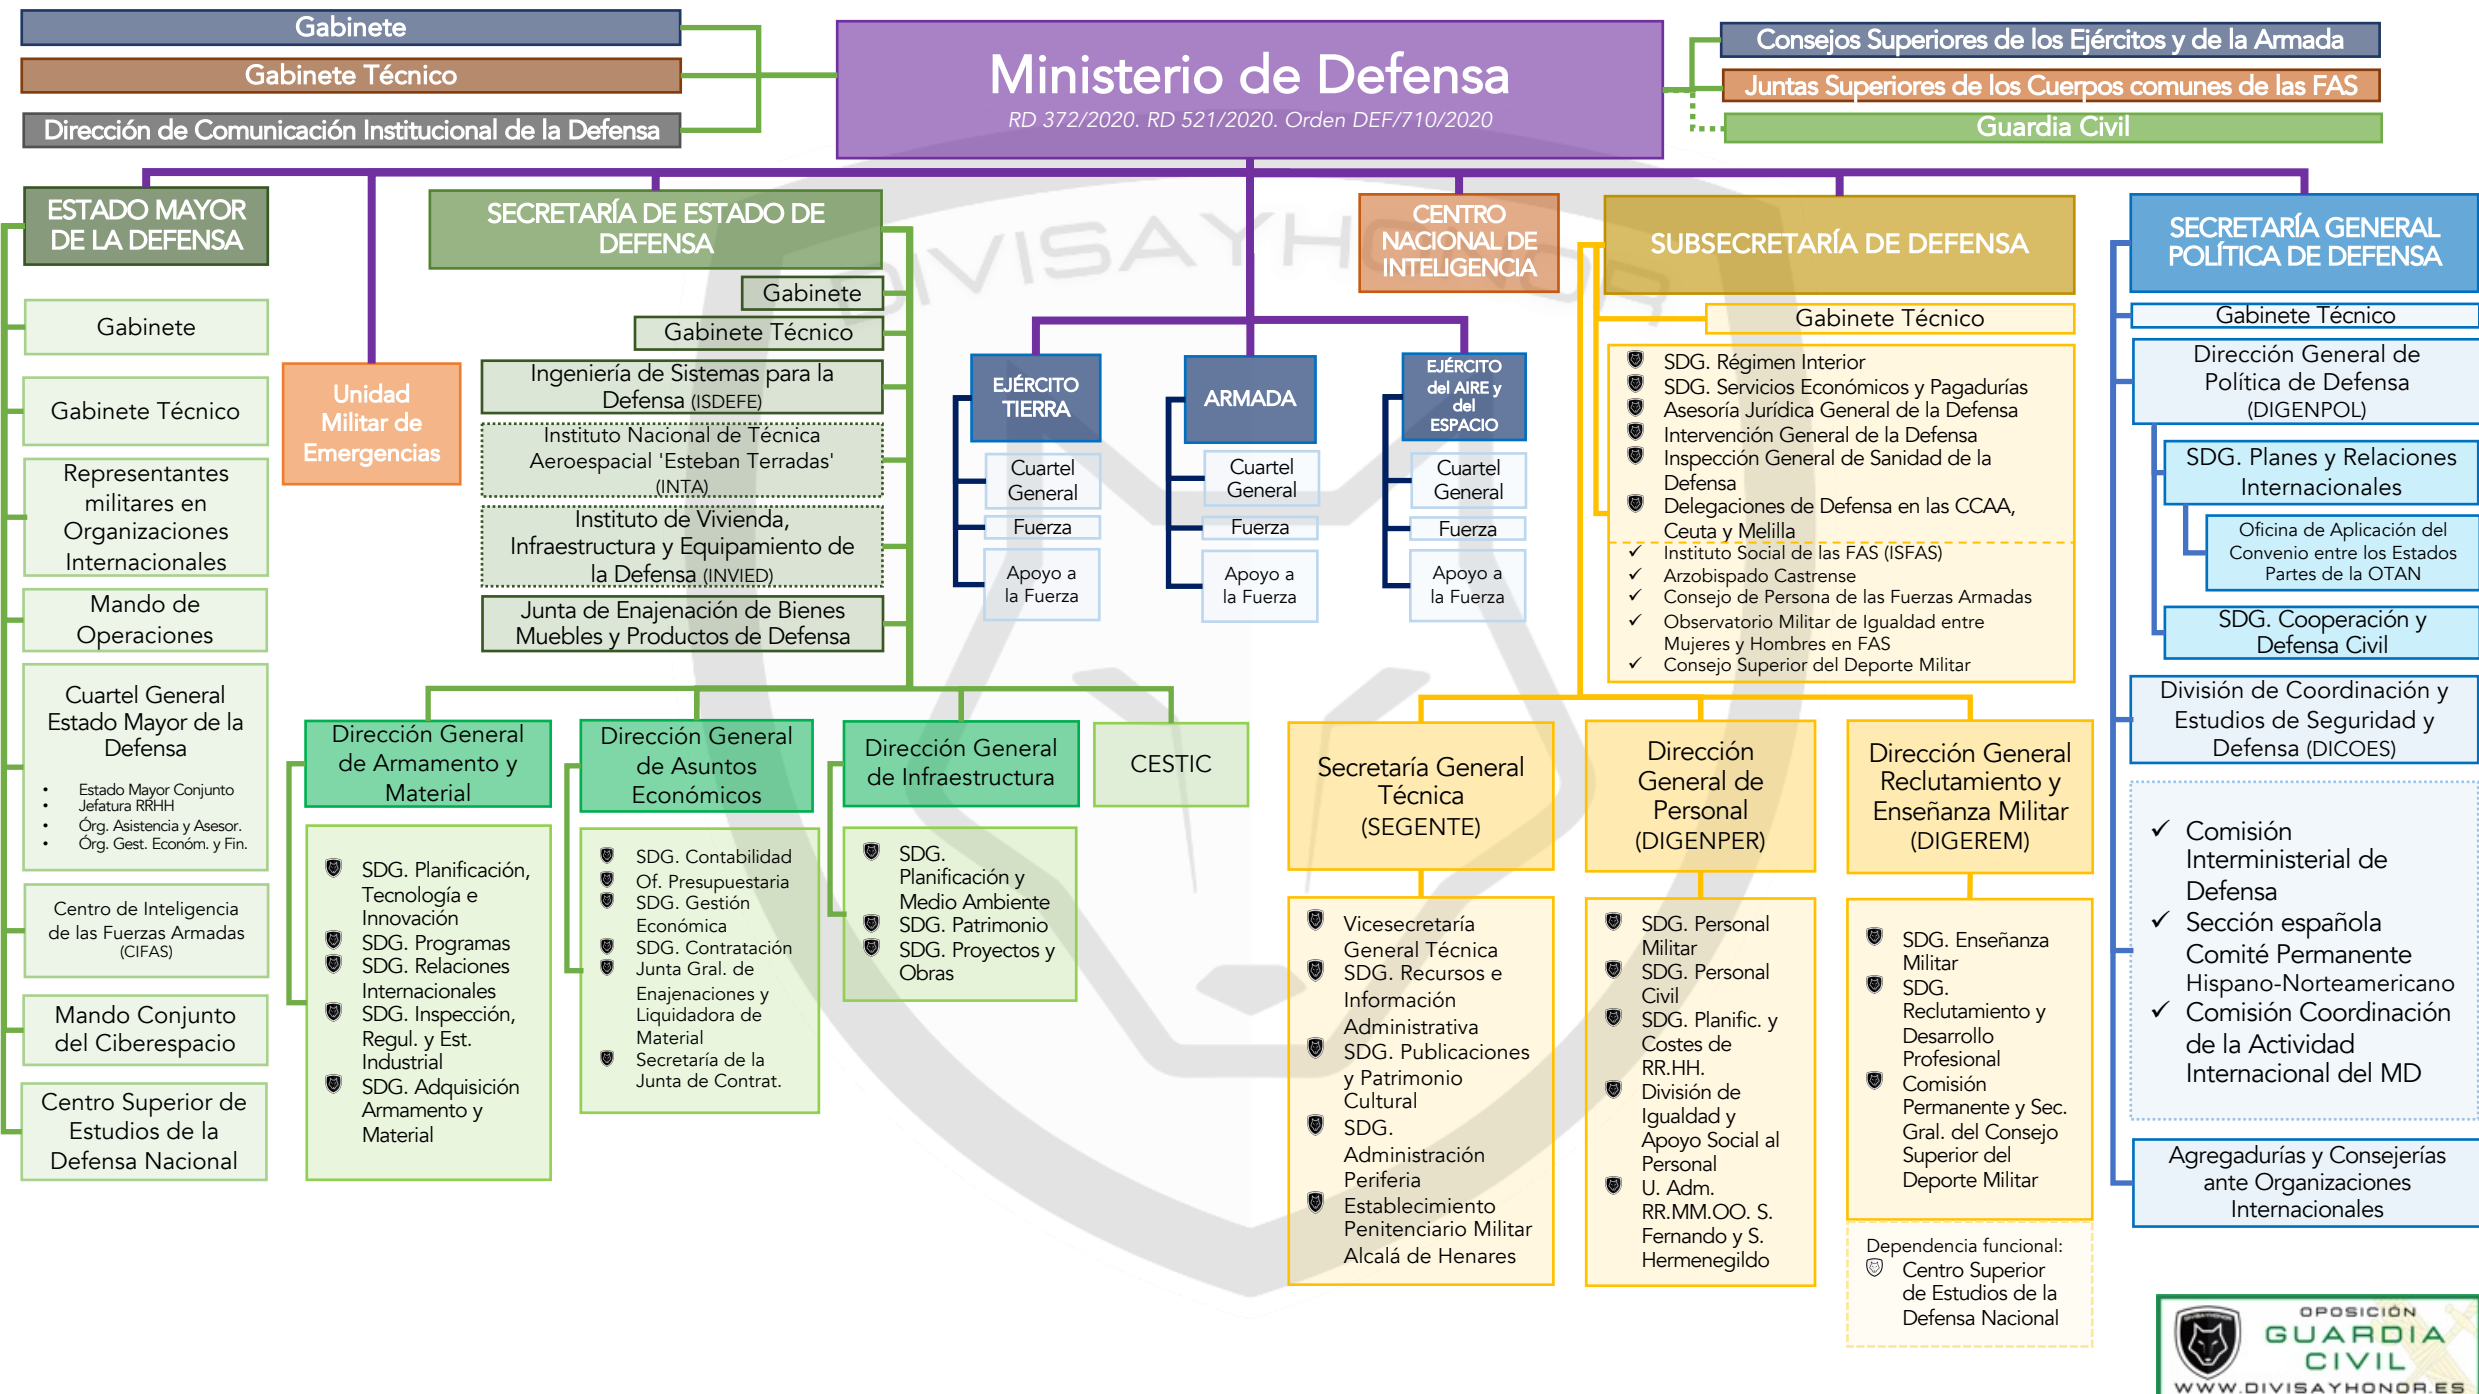 Gabinete
Gabinete Técnico
Dirección de Comunicación Institucional de la Defensa
Ministerio de Defensa
RD 372/2020. RD 521/2020. Orden DEF/710/2020
Consejos Superiores de los Ejércitos y de la Armada
Juntas Superiores de los Cuerpos comunes de las FAS
Guardia Civil
DIVISAYHONOR
ESTADO MAYOR
DE LA DEFENSA
Gabinete
Gabinete Técnico
Representantes
militares en
Organizaciones
Internacionales
Mando de
Operaciones
Cuartel General
Estado Mayor de la
Defensa
• Estado Mayor Conjunto
• Jefatura RRHH
• Órg. Asistencia y Asesor.
• Órg. Gest. Económ. y Fin.
Centro de Inteligencia
de las Fuerzas Armadas
(CIFAS)
Mando Conjunto
del Ciberespacio
Centro Superior de
Estudios de la
Defensa Nacional
Unidad
Militar de
Emergencias
SECRETARÍA DE ESTADO DE
DEFENSA
Gabinete
Gabinete Técnico
Ingeniería de Sistemas para la
Defensa (ISDEFE)
Instituto Nacional de Técnica
Aeroespacial 'Esteban Terradas'
(INTA)
Instituto de Vivienda,
Infraestructura y Equipamiento de
la Defensa (INVIED)
Junta de Enajenación de Bienes
Muebles y Productos de Defensa
Dirección General
de Armamento y
Material
SDG. Planificación,
Tecnología e
Innovación
SDG. Programas
SDG. Relaciones
Internacionales
SDG. Inspección,
Regul. y Est.
Industrial
SDG. Adquisición
Armamento y
Material
Dirección General
de Asuntos
Económicos
SDG. Contabilidad
Of. Presupuestaria
SDG. Gestión
Económica
SDG. Contratación
Junta Gral. de
Enajenaciones y
Liquidadora de
Material
Secretaría de la
Junta de Contrat.
Dirección General
de Infraestructura
SDG.
Planificación y
Medio Ambiente
SDG. Patrimonio
SDG. Proyectos y
Obras
CESTIC
EJÉRCITO
TIERRA
Cuartel
General
Fuerza
Apoyo a
la Fuerza
ARMADA
Cuartel
General
Fuerza
Apoyo a
la Fuerza
EJÉRCITO
del AIRE y
del
ESPACIO
Cuartel
General
Fuerza
Apoyo a
la Fuerza
CENTRO
NACIONAL DE
INTELIGENCIA
SUBSECRETARÍA DE DEFENSA
Gabinete Técnico
SDG. Régimen Interior
SDG. Servicios Económicos y Pagadurías
Asesoría Jurídica General de la Defensa
Intervención General de la Defensa
Inspección General de Sanidad de la
Defensa
Delegaciones de Defensa en las CCAA,
Ceuta y Melilla
✓ Instituto Social de las FAS (ISFAS)
✓ Arzobispado Castrense
✓ Consejo de Persona de las Fuerzas Armadas
✓ Observatorio Militar de Igualdad entre
Mujeres y Hombres en FAS
✓ Consejo Superior del Deporte Militar
Secretaría General
Técnica
(SEGENTE)
Vicesecretaría
General Técnica
SDG. Recursos e
Información
Administrativa
SDG. Publicaciones
y Patrimonio
Cultural
SDG.
Administración
Periferia
Establecimiento
Penitenciario Militar
Alcalá de Henares
Dirección
General de
Personal
(DIGENPER)
SDG. Personal
Militar
SDG. Personal
Civil
SDG. Planific. y
Costes de
RR.HH.
División de
Igualdad y
Apoyo Social al
Personal
U. Adm.
RR.MM.OO. S.
Fernando y S.
Hermenegildo
Dirección General
Reclutamiento y
Enseñanza Militar
(DIGEREM)
SDG. Enseñanza
Militar
SDG.
Reclutamiento y
Desarrollo
Profesional
Comisión
Permanente y Sec.
Gral. del Consejo
Superior del
Deporte Militar
Dependencia funcional:
Centro Superior
de Estudios de la
Defensa Nacional
SECRETARÍA GENERAL
POLÍTICA DE DEFENSA
Gabinete Técnico
Dirección General de
Política de Defensa
(DIGENPOL)
SDG. Planes y Relaciones
Internacionales
Oficina de Aplicación del
Convenio entre los Estados
Partes de la OTAN
SDG. Cooperación y
Defensa Civil
División de Coordinación y
Estudios de Seguridad y
Defensa (DICOES)
✓ Comisión
Interministerial de
Defensa
✓ Sección española
Comité Permanente
Hispano-Norteamericano
✓ Comisión Coordinación
de la Actividad
Internacional del MD
Agregadurías y Consejerías
ante Organizaciones
Internacionales
OPOSICIÓN
GUARDIA
CIVIL
WWW.DIVISAYHONOR.ES